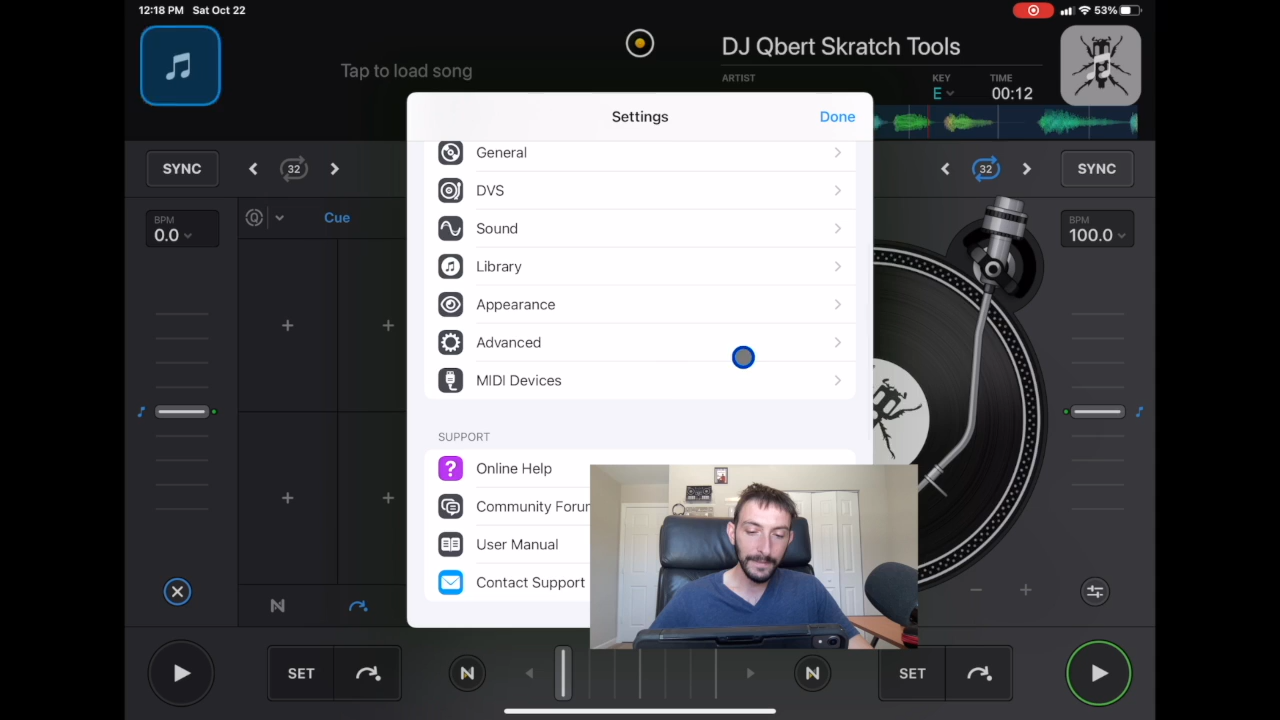 12:18 PM Sat Oct 22
53%
Tap to load song
DJ Qbert Skratch Tools
ARTIST
KEY
TIME
E
00:12
SYNC
32
32
SYNC
BPM
0.0
Cue
BPM
100.0
Settings
Done
General
DVS
Sound
Library
Appearance
Advanced
MIDI Devices
SUPPORT
Online Help
Community Forum
User Manual
Contact Support
SET
N
N
SET